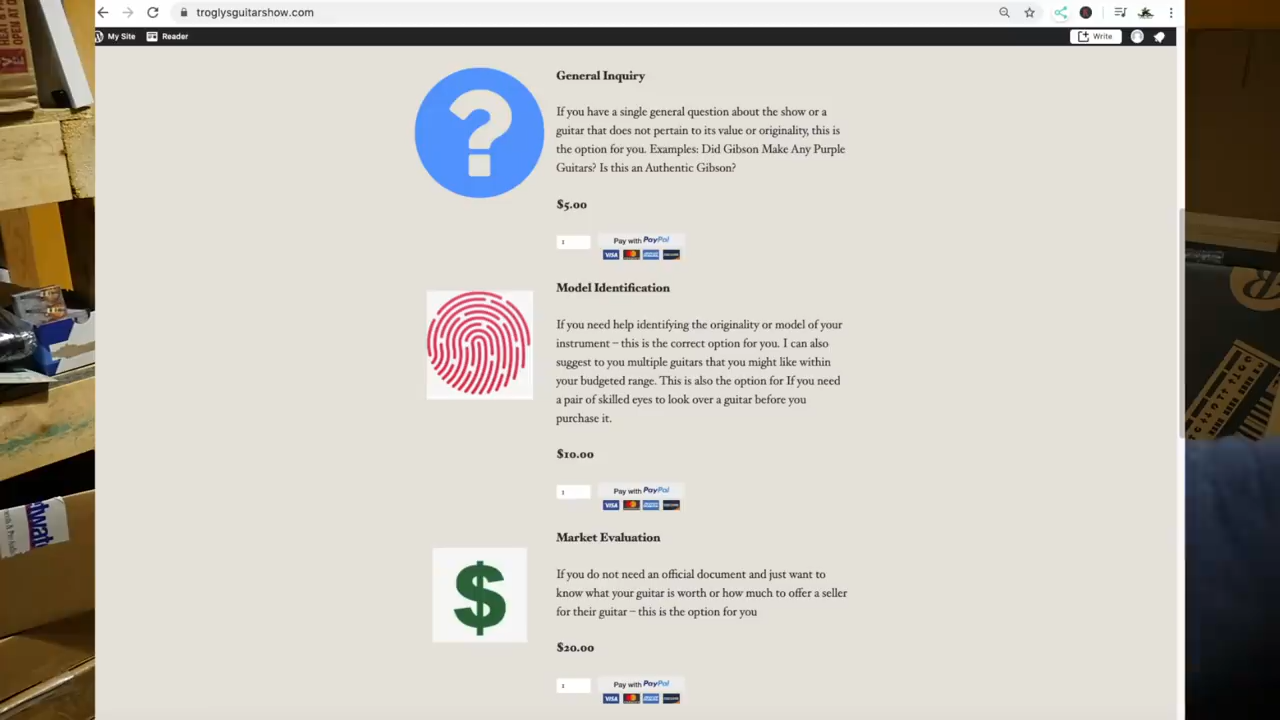 troglysguitarshow.com
My Site
Reader
Write
General Inquiry
If you have a single general question about the show or a
guitar that does not pertain to its value or originality, this is
the option for you. Examples: Did Gibson Make Any Purple
Guitars? Is this an Authentic Gibson?
$5.00
1
Pay with PayPal
VISA
Model Identification
If you need help identifying the originality or model of your
instrument – this is the correct option for you. I can also
suggest to you multiple guitars that you might like within
your budgeted range. This is also the option for If you need
a pair of skilled eyes to look over a guitar before you
purchase it.
$10.00
1
Pay with PayPal
VISA
Market Evaluation
If you do not need an official document and just want to
know what your guitar is worth or how much to offer a seller
for their guitar – this is the option for you
$20.00
1
Pay with PayPal
VISA